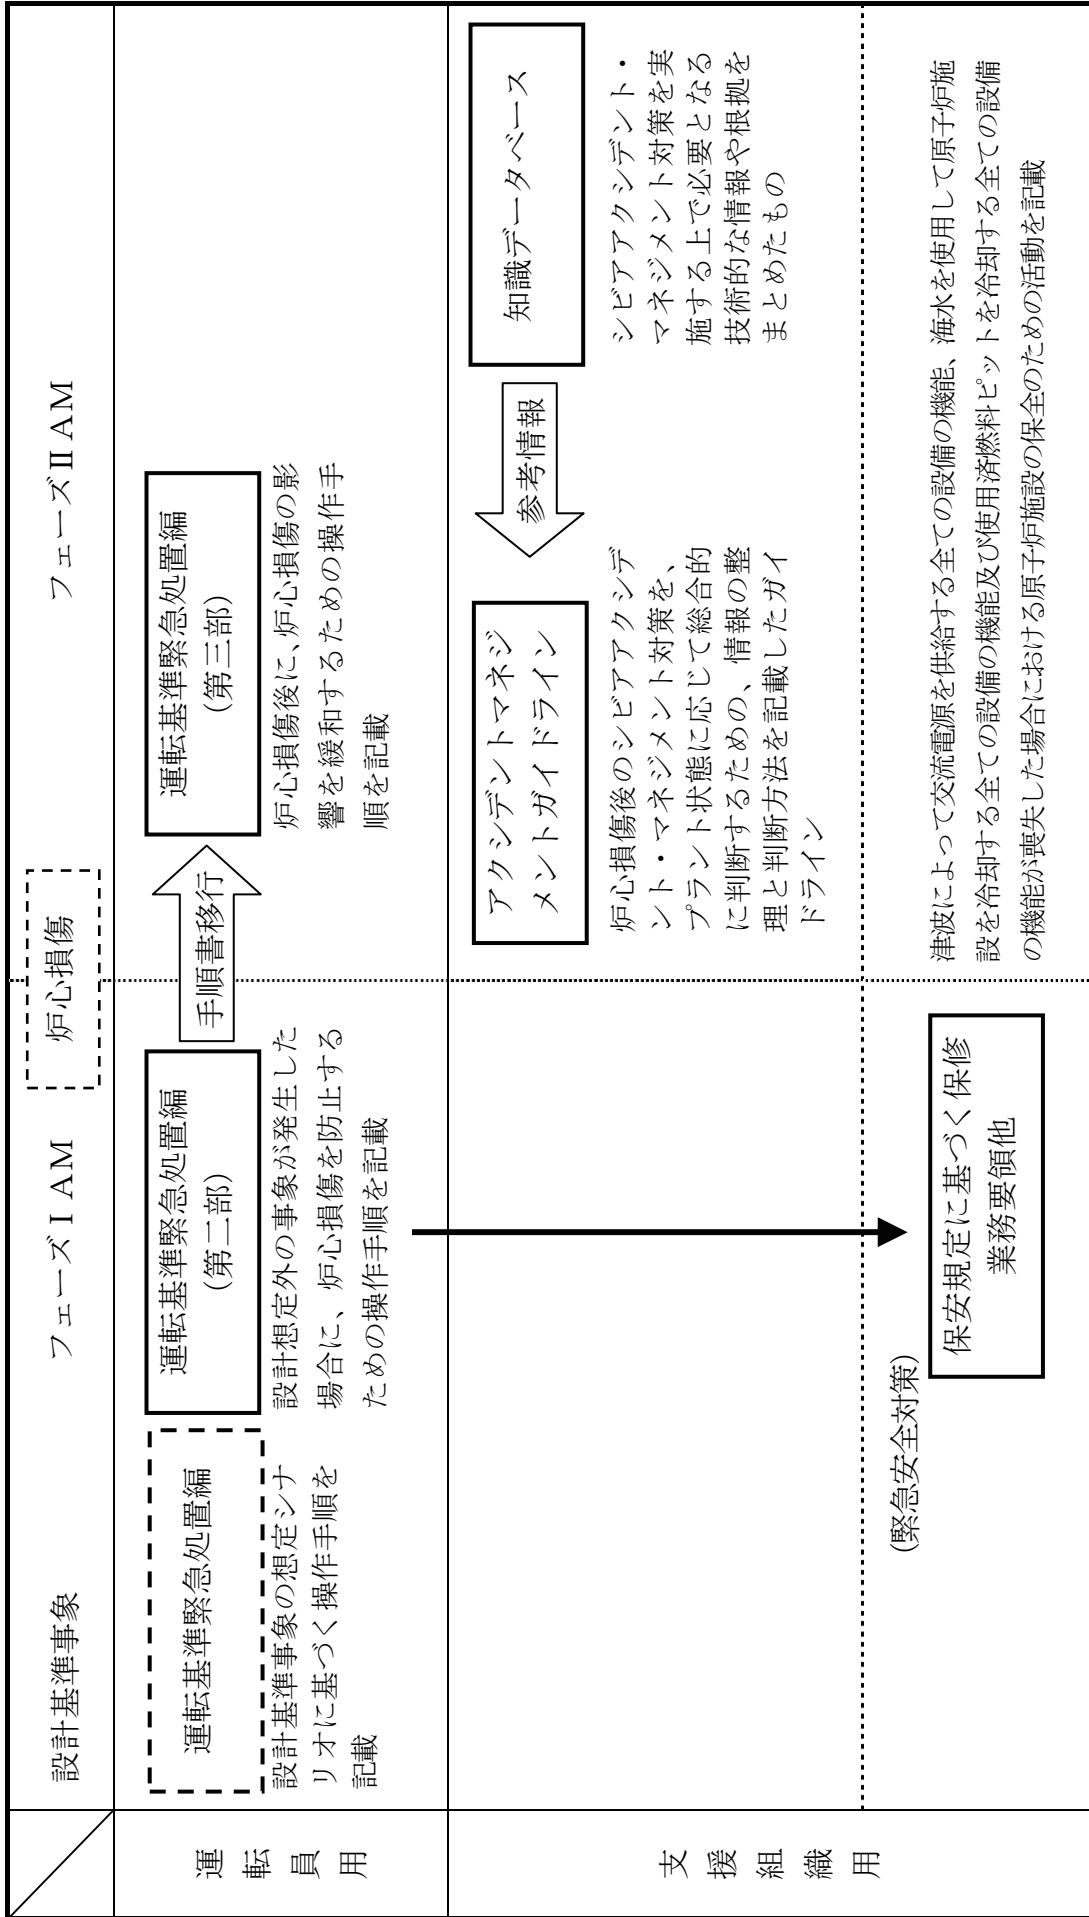 設計基準事象
フェーズⅠAM
炉心損傷
フェーズⅡAM
運転員用
運転基準緊急処置編
設計基準事象の想定シナ
リオに基づく操作手順を
記載
運転基準緊急処置編
(第二部)
設計想定外の事象が発生した
場合に、炉心損傷を防止する
ための操作手順を記載
手順書移行
運転基準緊急処置編
(第三部)
炉心損傷後に、炉心損傷の影
響を緩和するための操作手
順を記載
支援組織用
アクシデントマネジ
メントガイドライン
炉心損傷後のシビアアクシデ
ント・マネジメント対策を、
プラント状態に応じて総合的
に判断するための、情報の整
理と判断方法を記載したガイ
ドライン
参考情報
知識データベース
シビアアクシデント・
マネジメント対策を実
施する上で必要となる
技術的な情報や根拠を
まとめたもの
(緊急安全対策)
保安規定に基づく保修
業務要領他
津波によって交流電源を供給する全ての設備の機能、海水を使用して原子炉施
設を冷却する全ての設備の機能及び使用済燃料ピットを冷却する全ての設備
の機能が喪失した場合における原子炉施設の保全のための活動を記載